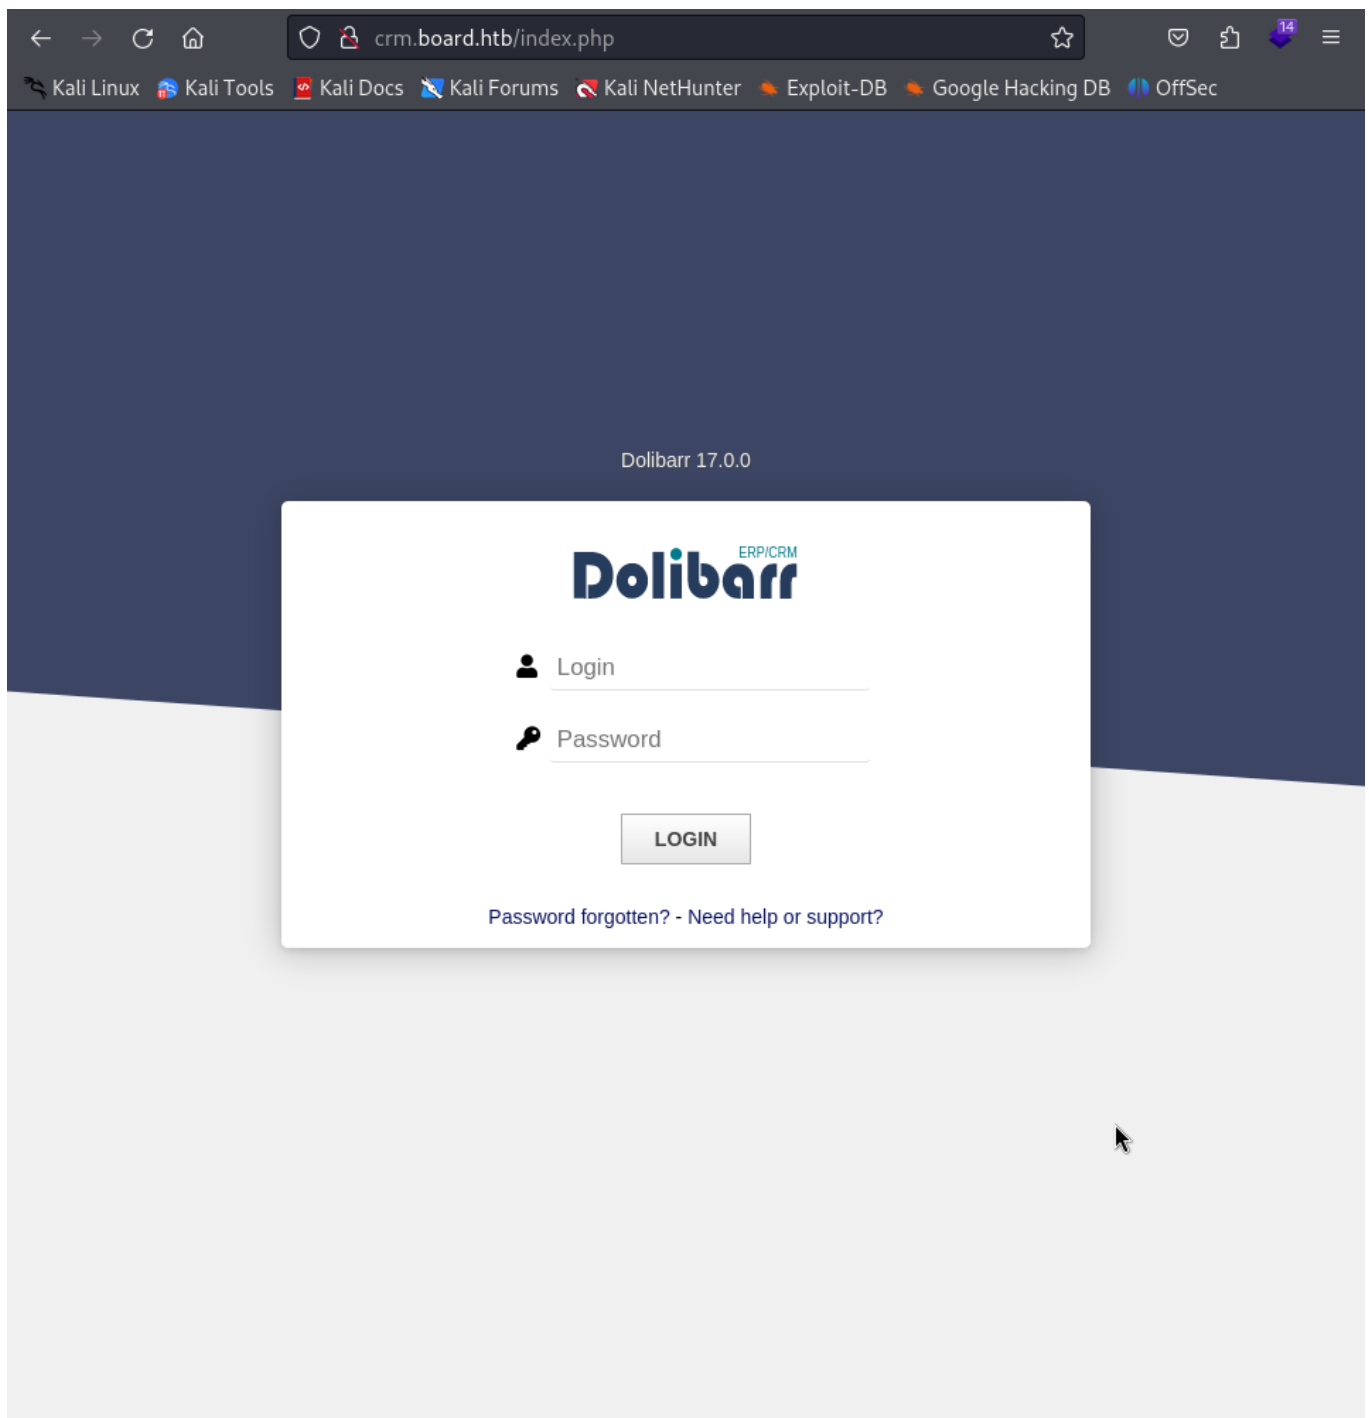 crm.board.htb/index.php
14
Kali Linux Kali Tools Kali Docs Kali Forums Kali NetHunter Exploit-DB Google Hacking DB OffSec
Dolibarr 17.0.0
ERP/CRM
Dolibarr
Login
Password
LOGIN
Password forgotten? - Need help or support?